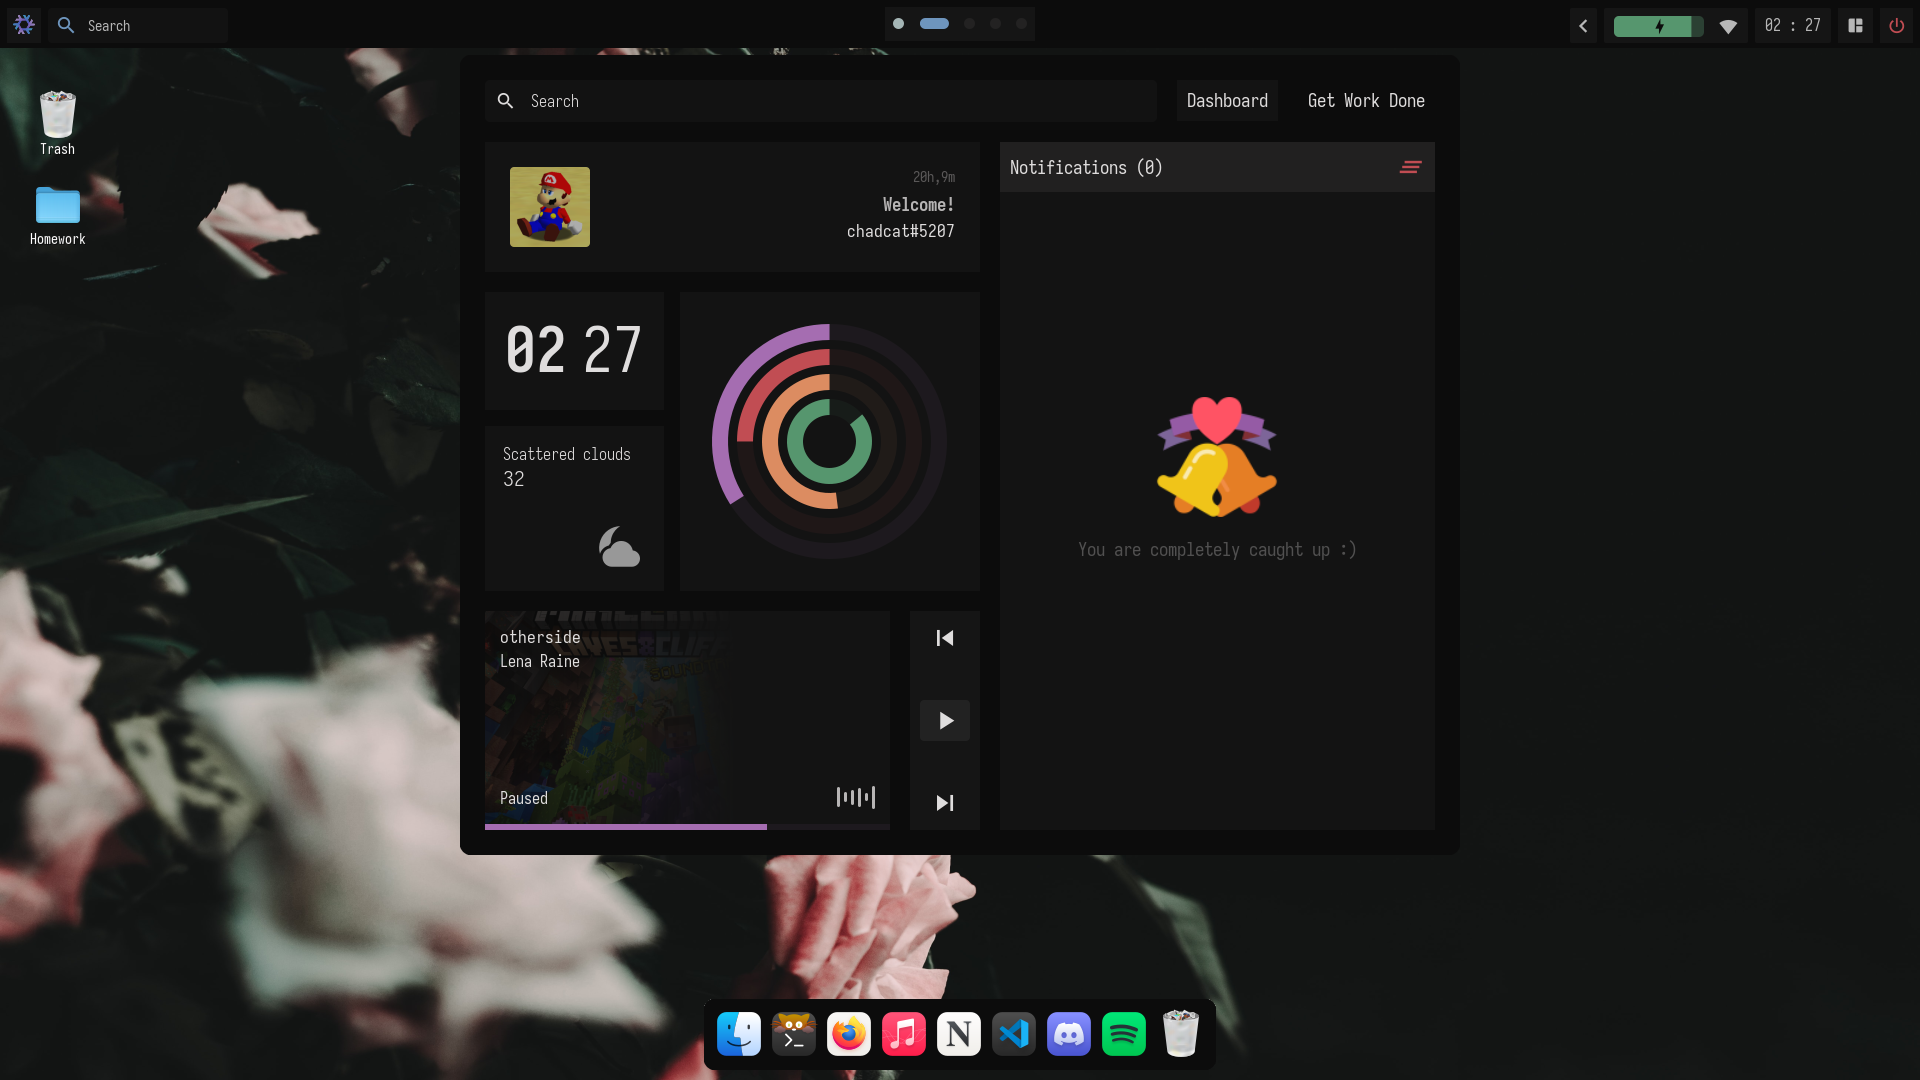 Search
02 : 27
Trash
Homework
Search
Dashboard
Get Work Done
20h,9m
Welcome!
chadcat#5207
Notifications (0)
02 27
Scattered clouds
32
You are completely caught up :)
otherside
Lena Raine
Paused